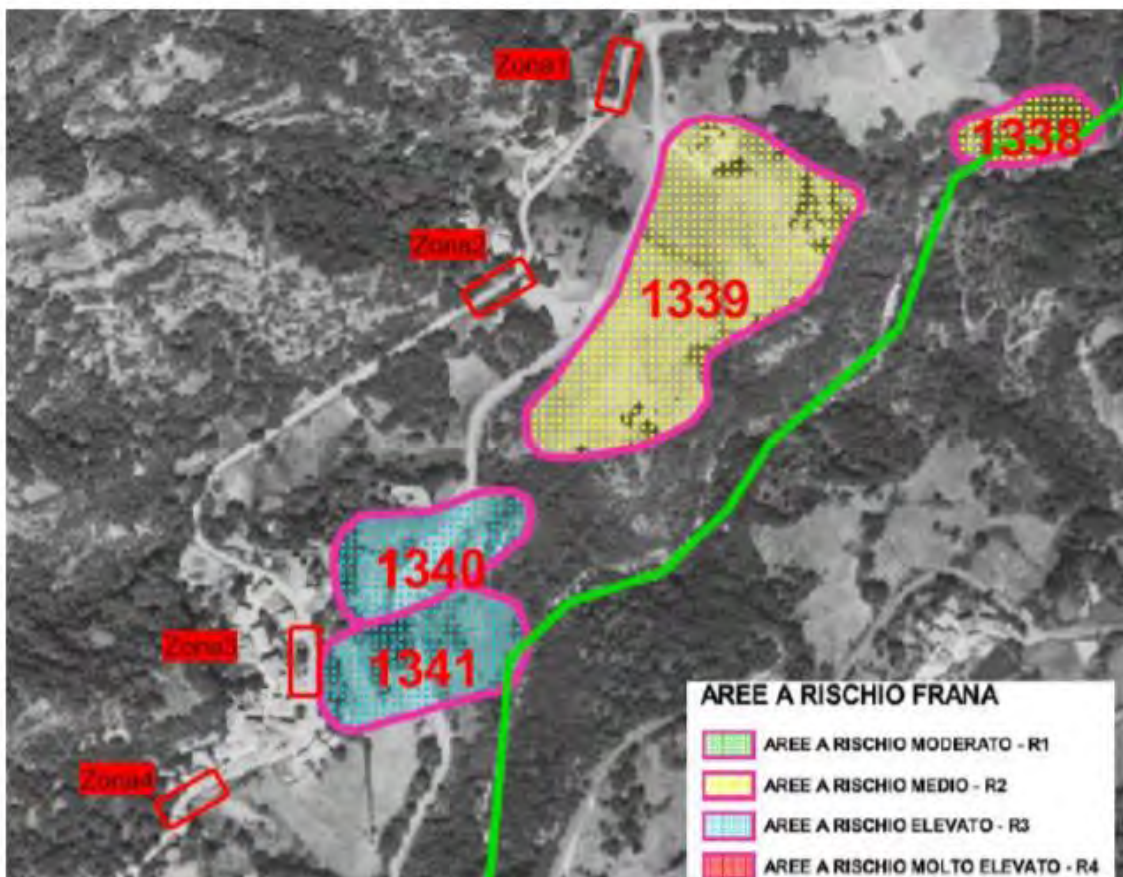 Zona1
1338
Zona2
1339
1340
Zona3
1341
Zona4
AREE A RISCHIO FRANA
AREE A RISCHIO MODERATO - R1
AREE A RISCHIO MEDIO - R2
AREE A RISCHIO ELEVATO - R3
AREE A RISCHIO MOLTO ELEVATO - R4